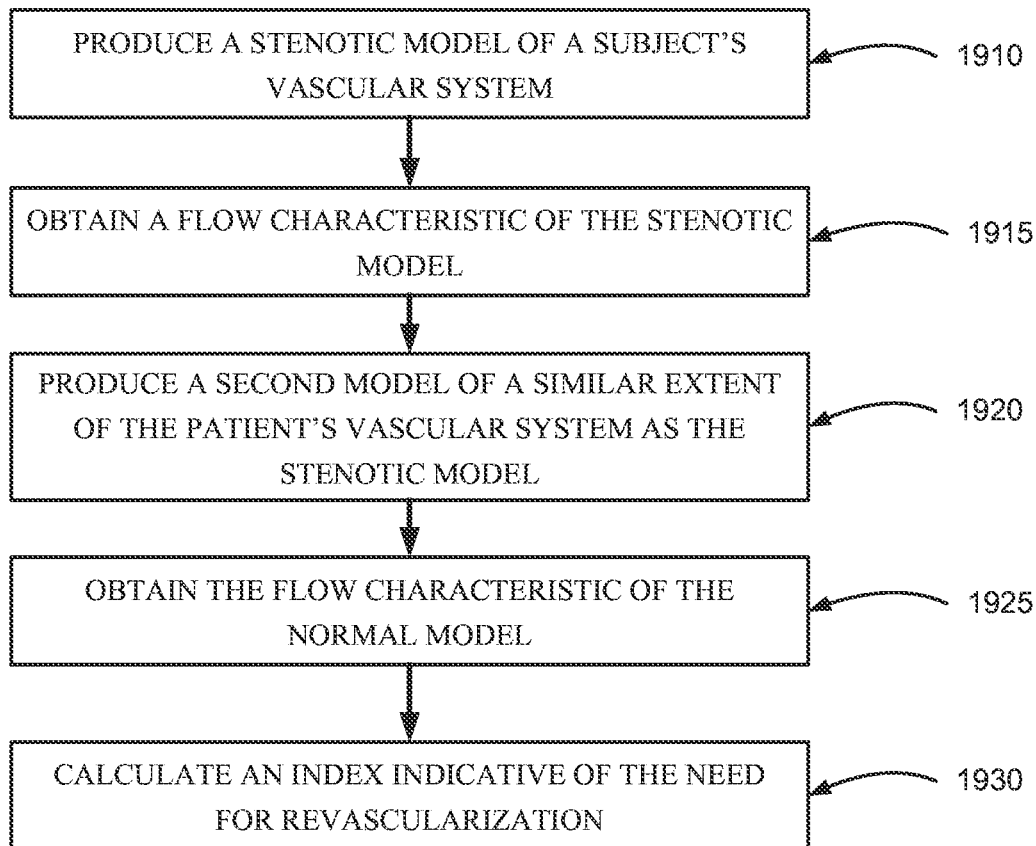 PRODUCE A STENOTIC MODEL OF A SUBJECT'S
VASCULAR SYSTEM
1910
OBTAIN A FLOW CHARACTERISTIC OF THE STENOTIC
MODEL
1915
PRODUCE A SECOND MODEL OF A SIMILAR EXTENT
OF THE PATIENT'S VASCULAR SYSTEM AS THE
STENOTIC MODEL
1920
OBTAIN THE FLOW CHARACTERISTIC OF THE
NORMAL MODEL
1925
CALCULATE AN INDEX INDICATIVE OF THE NEED
FOR REVASCULARIZATION
1930